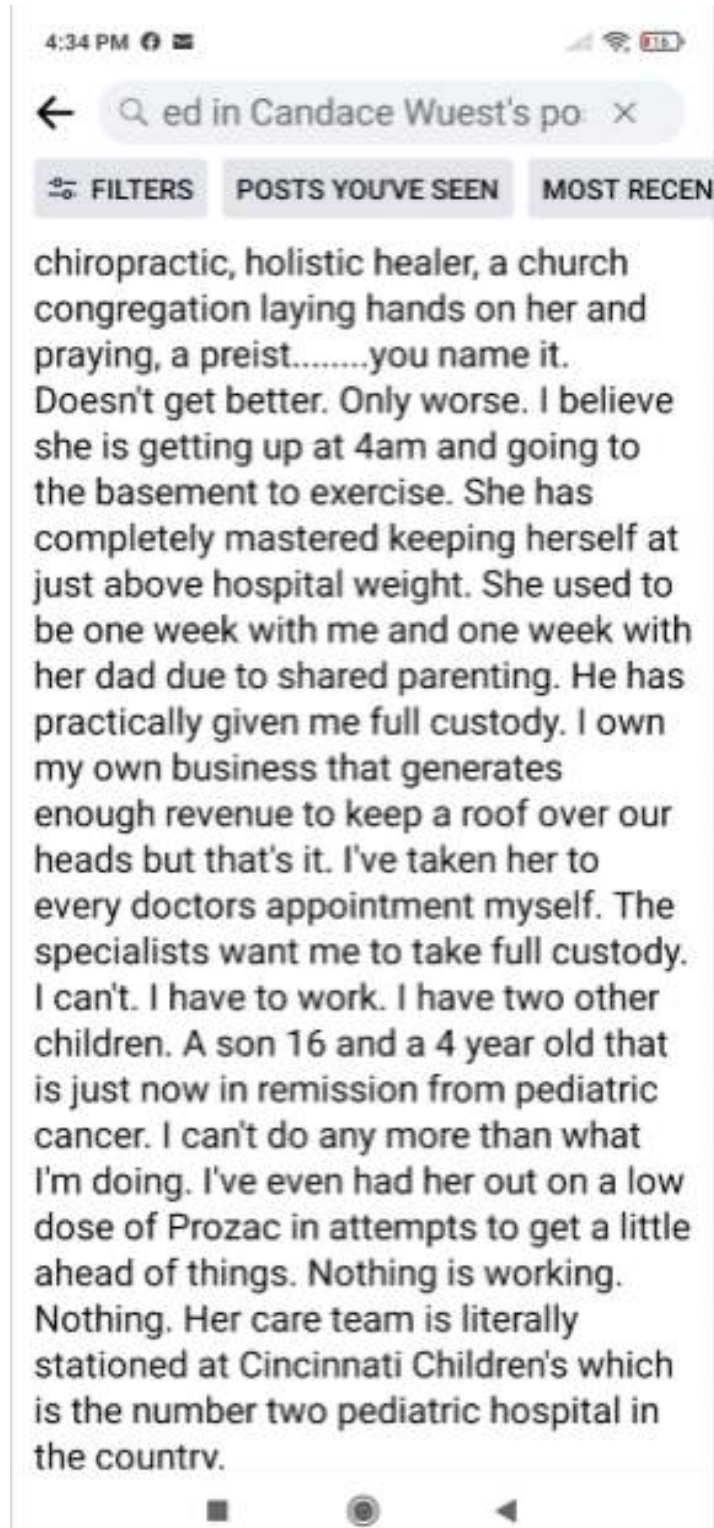 4:34 PM
16
ed in Candace Wuest's po
FILTERS POSTS YOU'VE SEEN MOST RECEN
chiropractic, holistic healer, a church
congregation laying hands on her and
praying, a preist........you name it.
Doesn't get better. Only worse. I believe
she is getting up at 4am and going to
the basement to exercise. She has
completely mastered keeping herself at
just above hospital weight. She used to
be one week with me and one week with
her dad due to shared parenting. He has
practically given me full custody. I own
my own business that generates
enough revenue to keep a roof over our
heads but that's it. I've taken her to
every doctors appointment myself. The
specialists want me to take full custody.
I can't. I have to work. I have two other
children. A son 16 and a 4 year old that
is just now in remission from pediatric
cancer. I can't do any more than what
I'm doing. I've even had her out on a low
dose of Prozac in attempts to get a little
ahead of things. Nothing is working.
Nothing. Her care team is literally
stationed at Cincinnati Children's which
is the number two pediatric hospital in
the country.